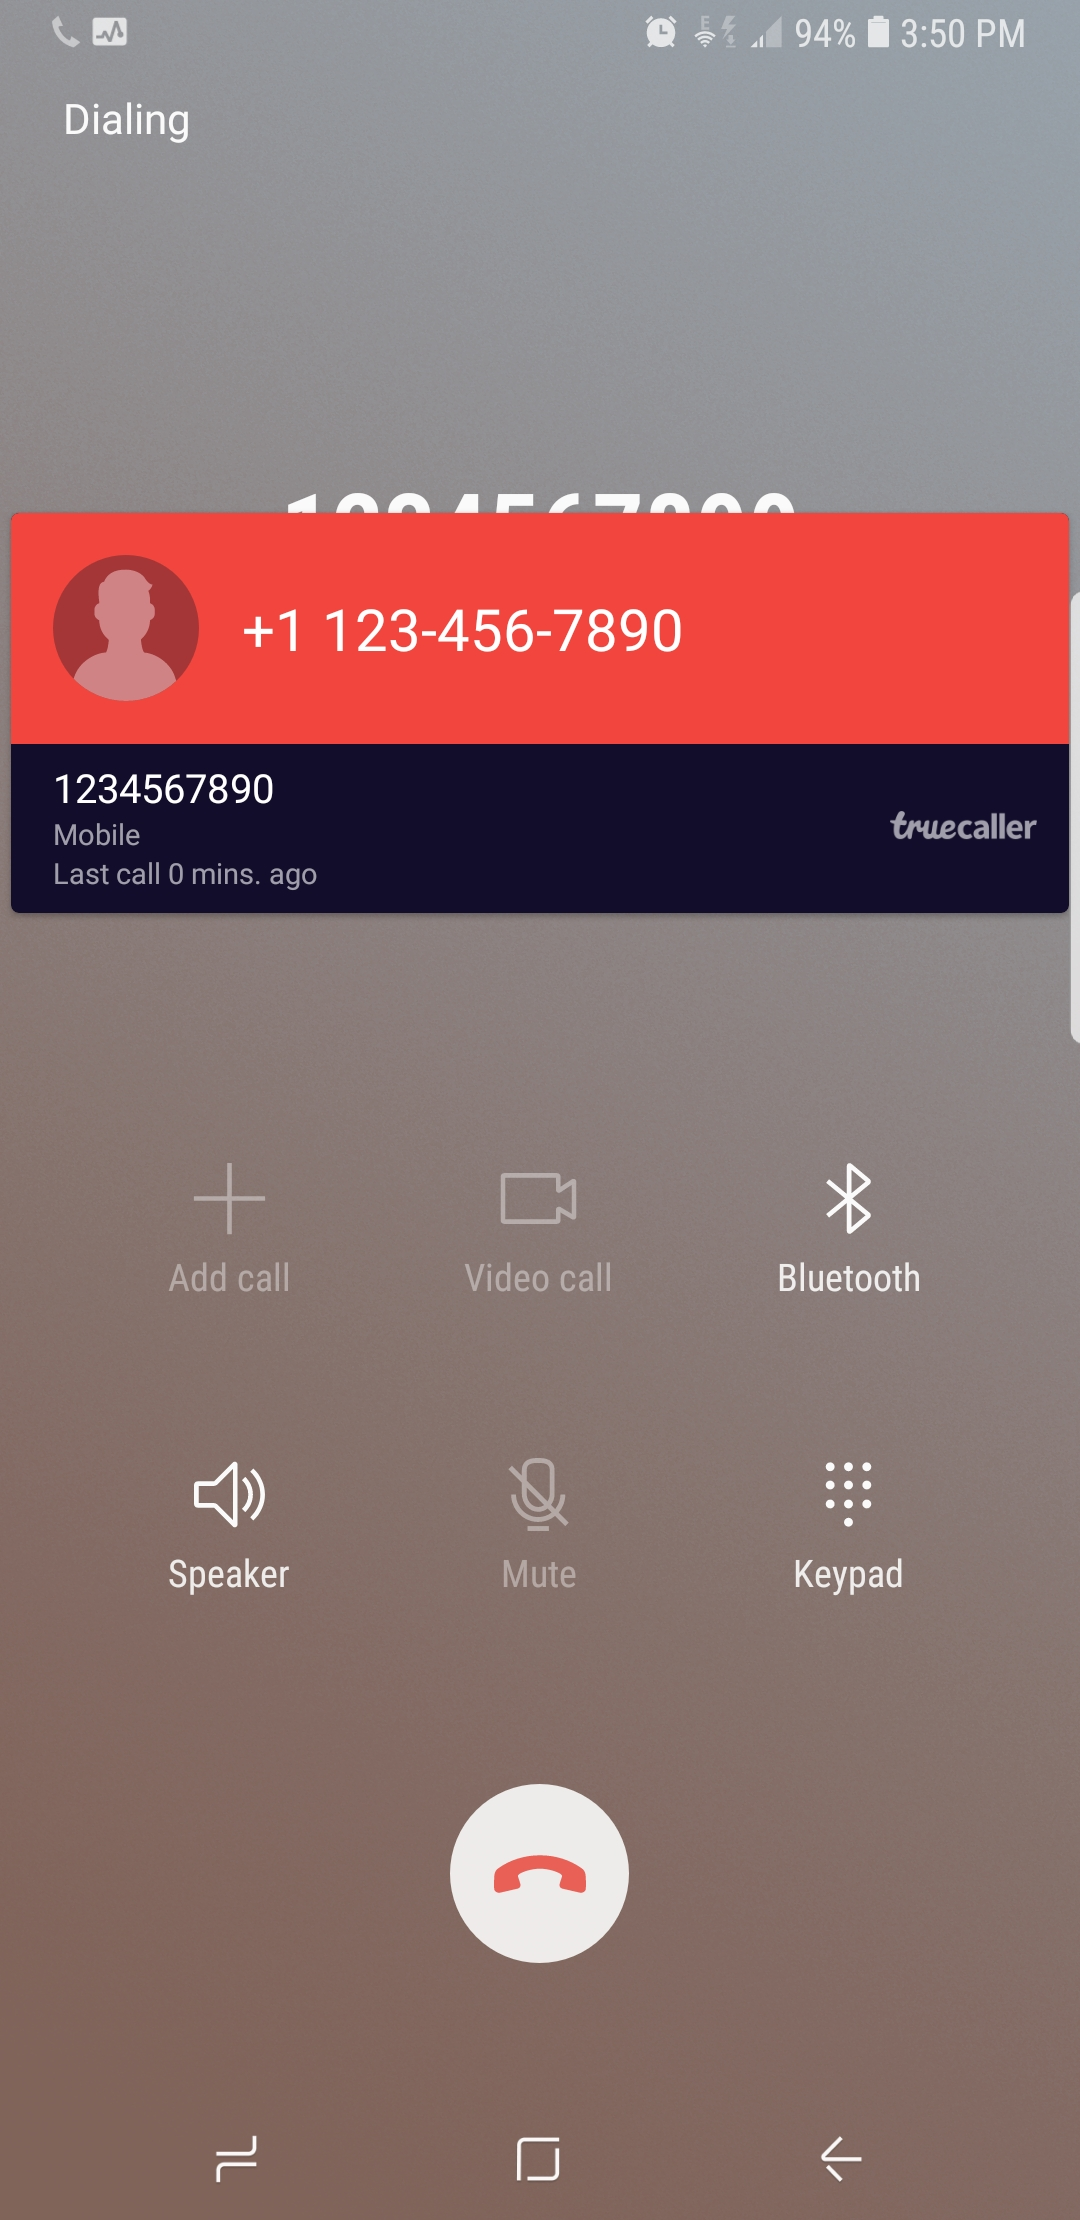 E
94%
3:50 PM
Dialing
1234567890
+1 123-456-7890
1234567890
Mobile
Last call 0 mins. ago
truecaller
Add call
Video call
Bluetooth
Speaker
Mute
Keypad